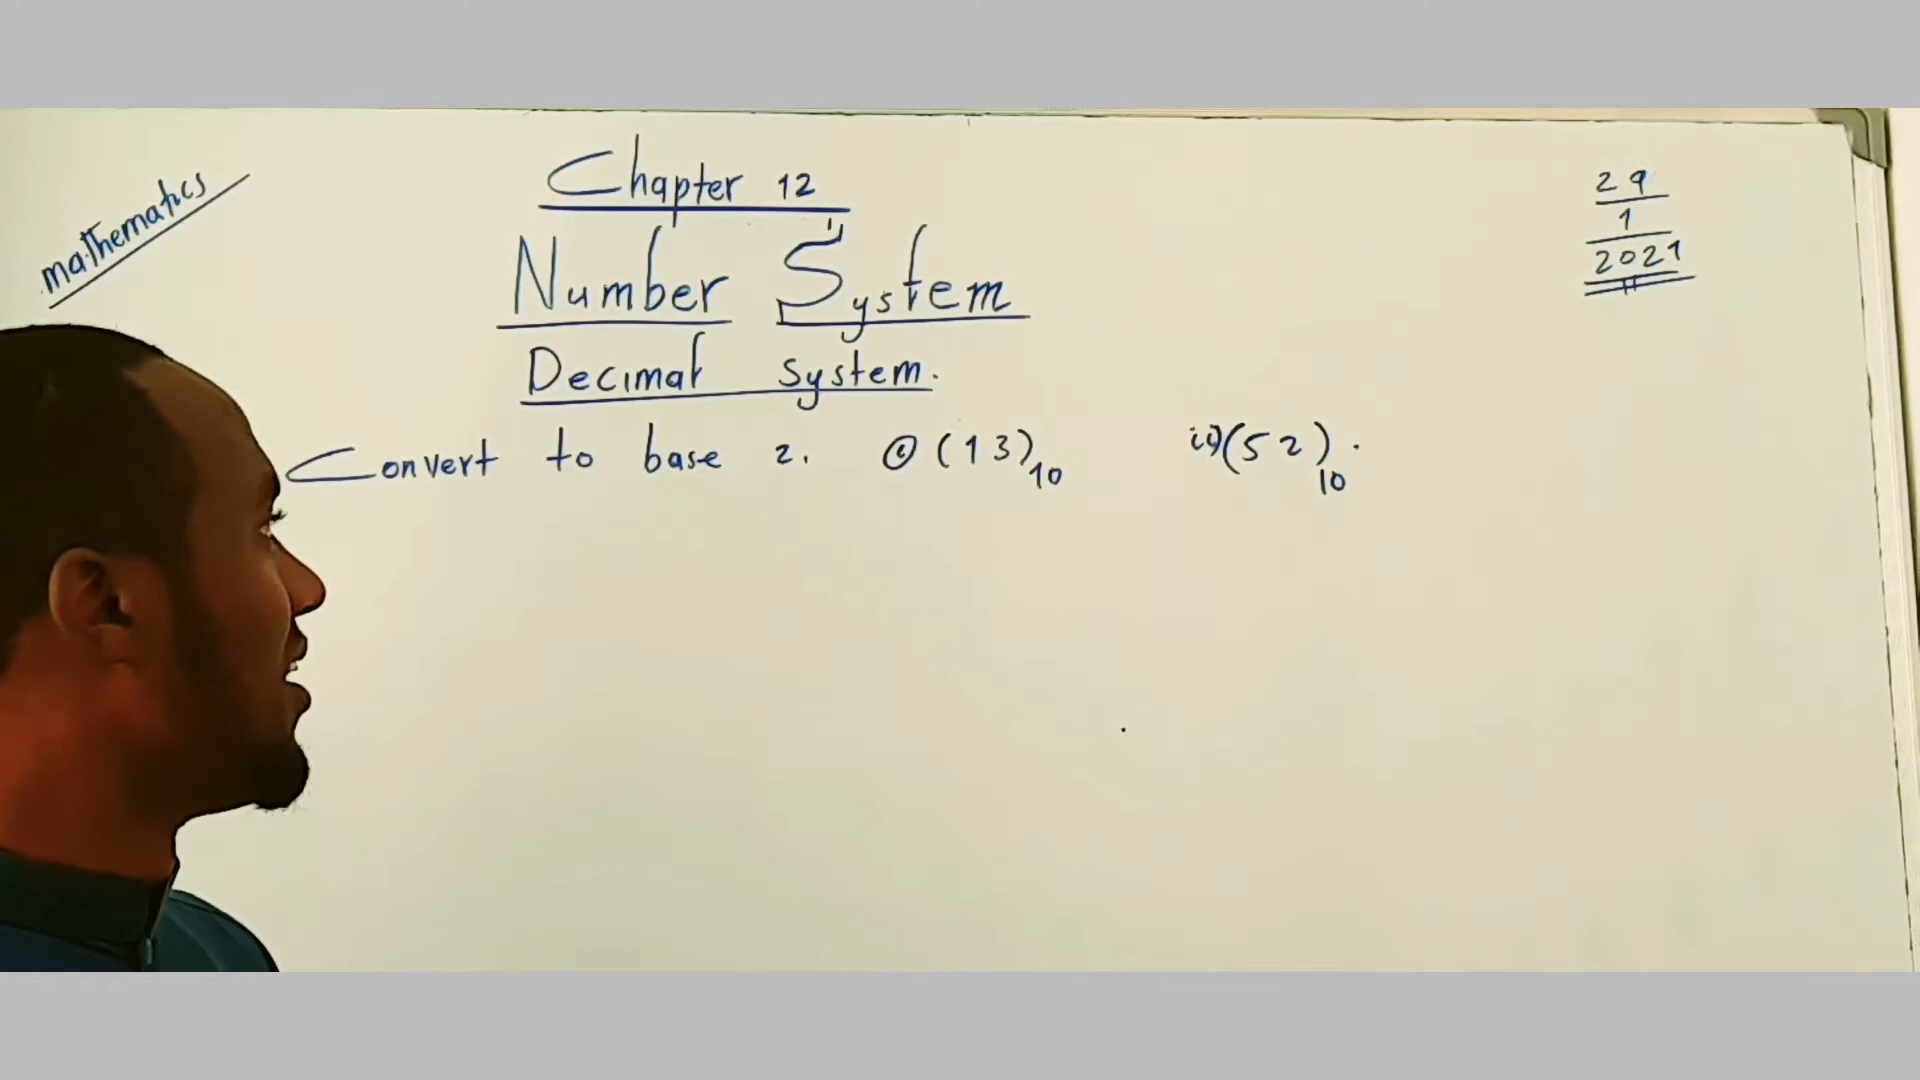 mathematics
Chapter 12
29
1
2021
Number System
Decimal system.
Convert to base 2. (13)10 ii) (52)10.